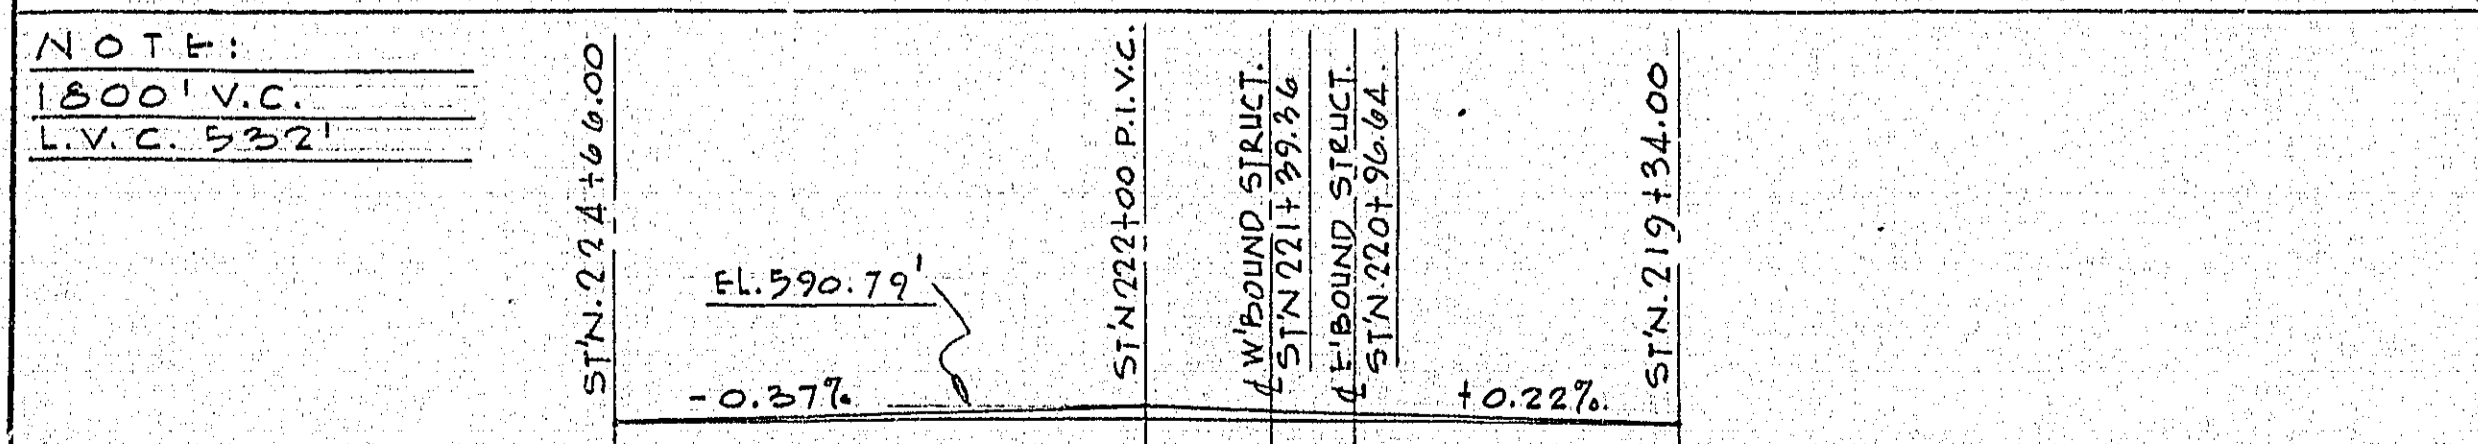 NOTE:
1800' V.C.
L.V.C. 532'
ST'N. 224+66.00
EL. 590.79'
-0.37%
ST'N 222+00 P.I.V.C.
℄ W'BOUND STRUCT.
ST'N 221+39.36
℄ E'BOUND STRUCT.
ST'N 220+96.64
+0.22%
ST'N. 219+34.00